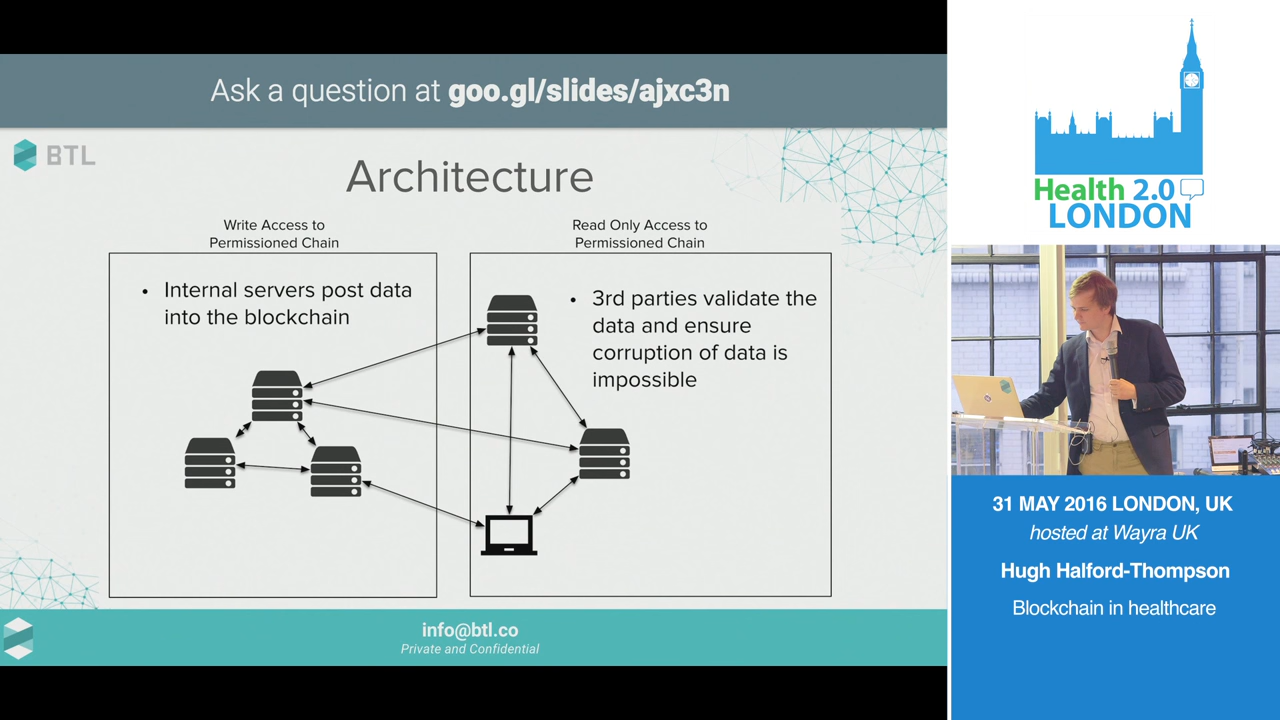 Ask a question at goo.gl/slides/ajxc3n
BTL
Architecture
Write Access to
Permissioned Chain
Read Only Access to
Permissioned Chain
• Internal servers post data
into the blockchain
• 3rd parties validate the
data and ensure
corruption of data is
impossible
info@btl.co
Private and Confidential
Health 2.0
LONDON
31 MAY 2016 LONDON, UK
hosted at Wayra UK
Hugh Halford-Thompson
Blockchain in healthcare